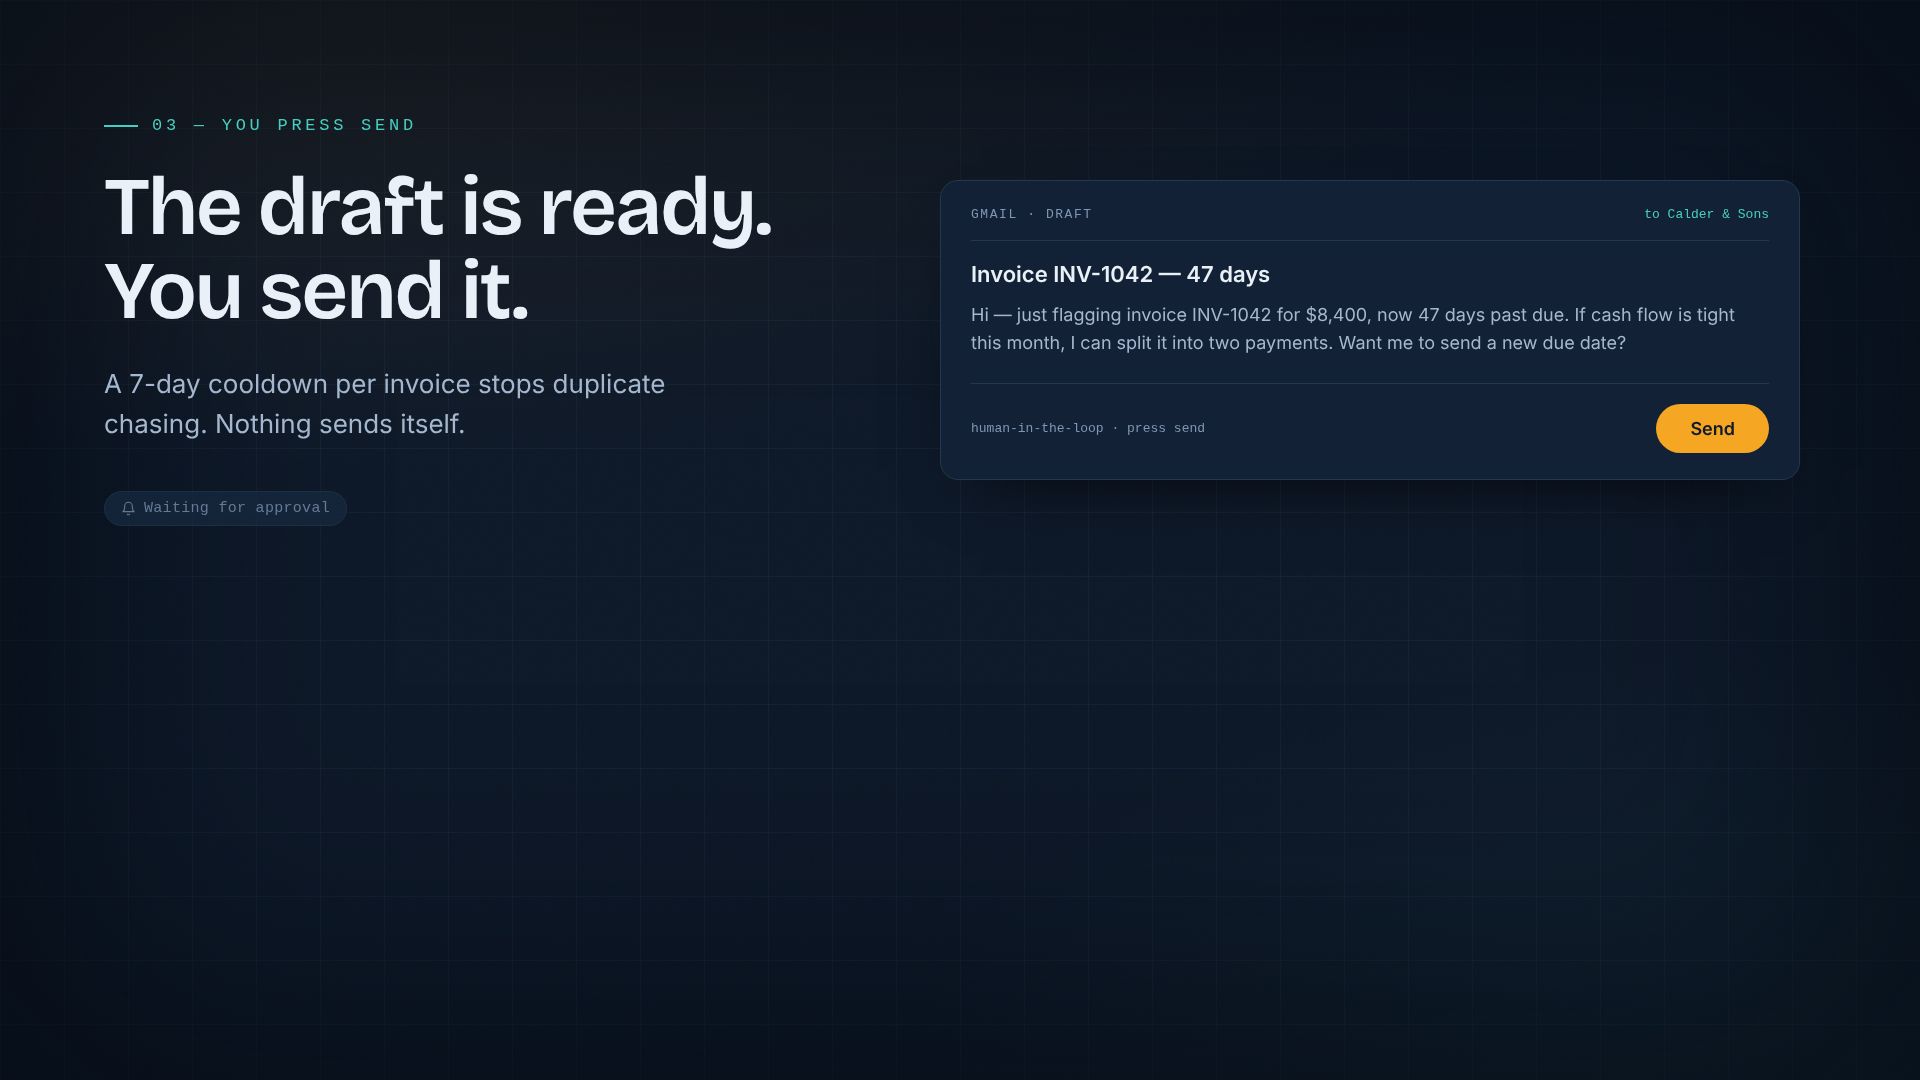 03 — YOU PRESS SEND
The draft is ready.
You send it.
A 7-day cooldown per invoice stops duplicate
chasing. Nothing sends itself.
Waiting for approval
GMAIL · DRAFT
to Calder & Sons
Invoice INV-1042 — 47 days
Hi — just flagging invoice INV-1042 for $8,400, now 47 days past due. If cash flow is tight
this month, I can split it into two payments. Want me to send a new due date?
human-in-the-loop · press send
Send